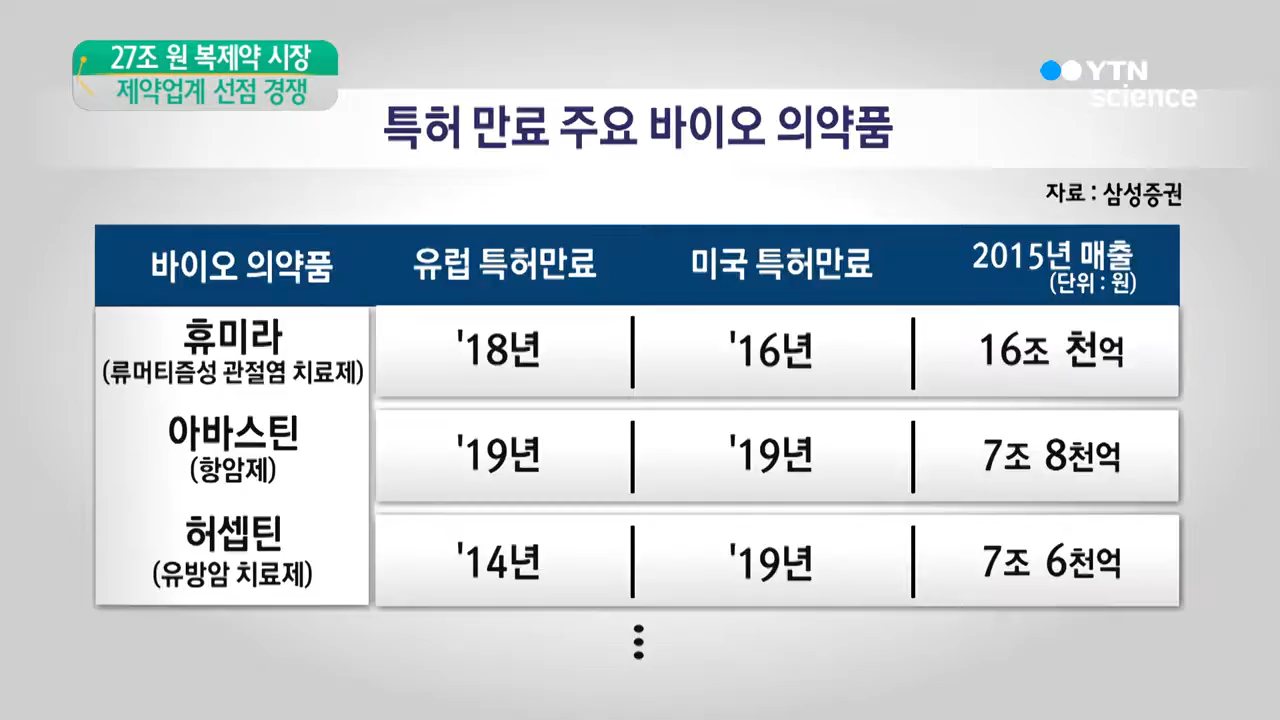 27조 원 복제약 시장
제약업계 선점 경쟁
YTN
science
특허 만료 주요 바이오 의약품
자료 : 삼성증권
바이오 의약품 유럽 특허만료 미국 특허만료 2015년 매출
(단위 : 원)
휴미라
(류머티즘성 관절염 치료제)
'18년 '16년 16조 천억
아바스틴
(항암제)
'19년 '19년 7조 8천억
허셉틴
(유방암 치료제)
'14년 '19년 7조 6천억